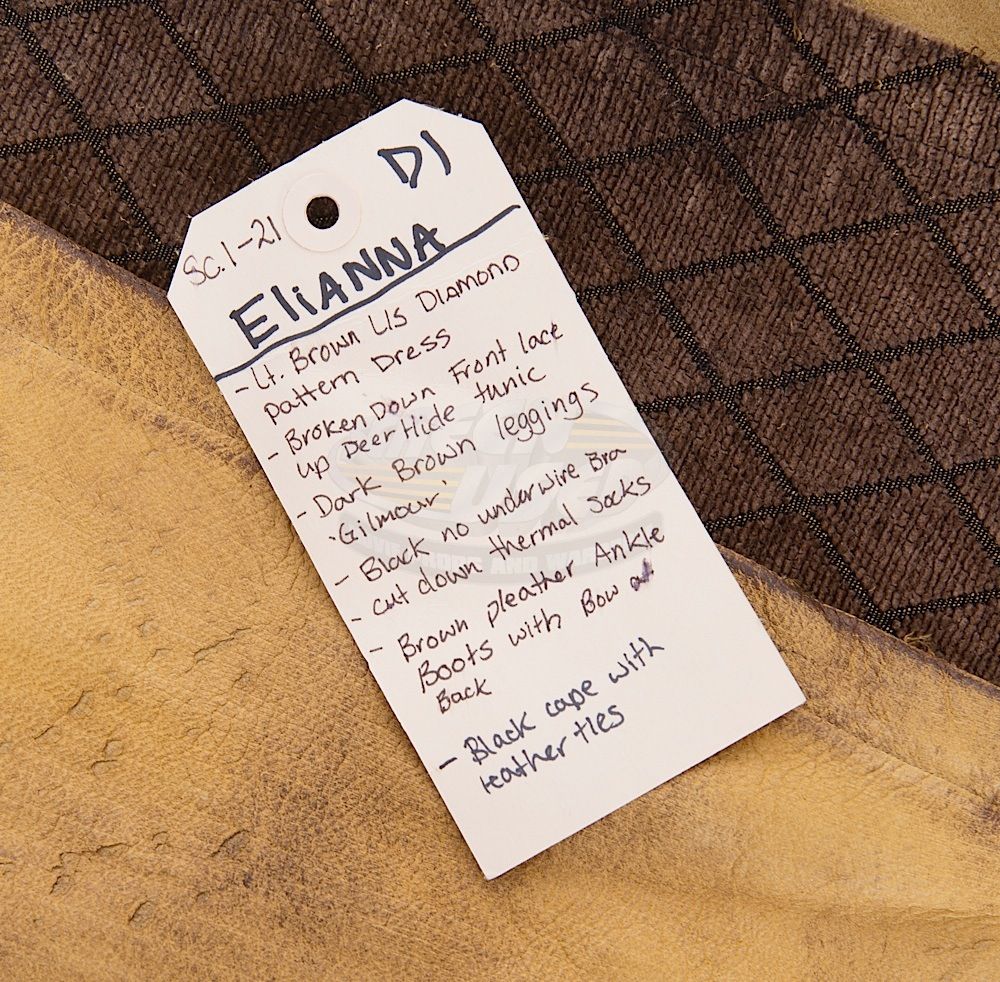 D1
SC. 1-21
EliANNA
- Lt. Brown L/S Diamond
pattern Dress
- Broken Down Front lace
up Deer Hide tunic
- Dark Brown leggings
'Gilmour'
- Black no underwire Bra
- cut down thermal Socks
- Brown pleather Ankle
Boots with Bow at
Back
- Black cape with
leather ties